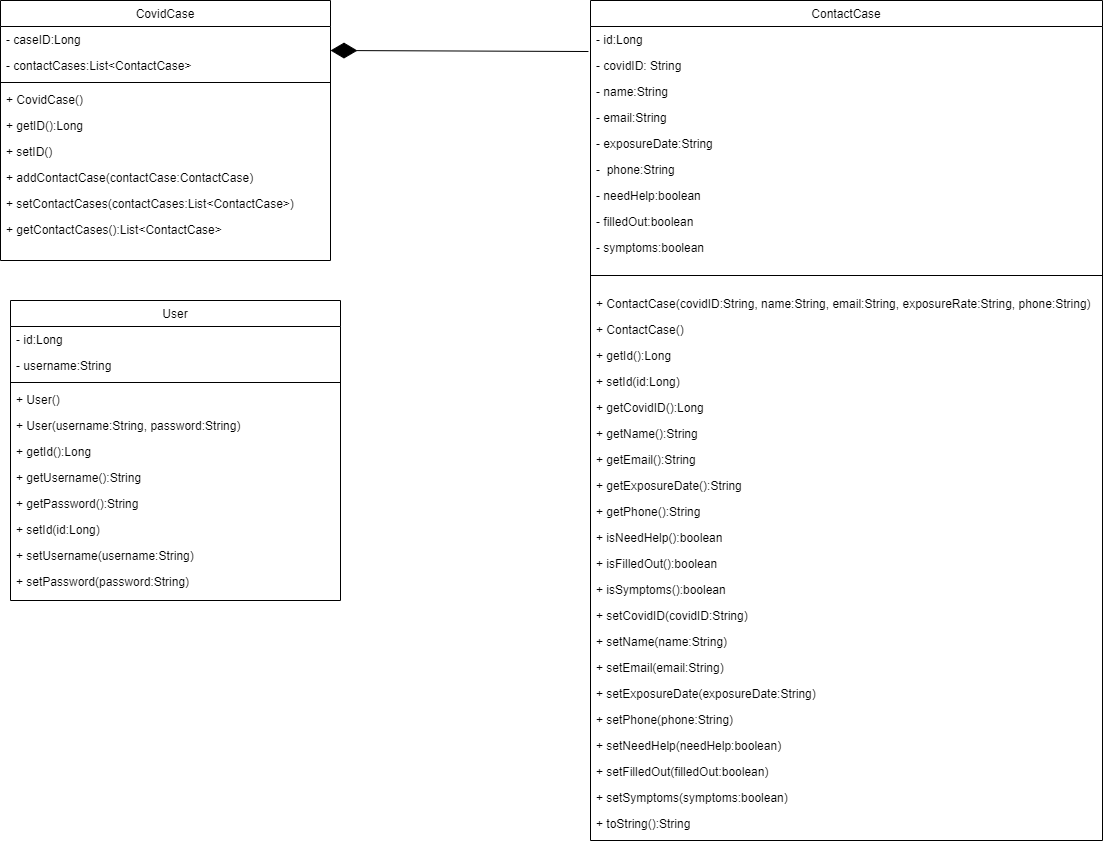 CovidCase
- caseID:Long
- contactCases:List<ContactCase>
+ CovidCase()
+ getID():Long
+ setID()
+ addContactCase(contactCase:ContactCase)
+ setContactCases(contactCases:List<ContactCase>)
+ getContactCases():List<ContactCase>
User
- id:Long
- username:String
+ User()
+ User(username:String, password:String)
+ getId():Long
+ getUsername():String
+ getPassword():String
+ setId(id:Long)
+ setUsername(username:String)
+ setPassword(password:String)
ContactCase
- id:Long
- covidID: String
- name:String
- email:String
- exposureDate:String
- phone:String
- needHelp:boolean
- filledOut:boolean
- symptoms:boolean
+ ContactCase(covidID:String, name:String, email:String, exposureRate:String, phone:String)
+ ContactCase()
+ getId():Long
+ setId(id:Long)
+ getCovidID():Long
+ getName():String
+ getEmail():String
+ getExposureDate():String
+ getPhone():String
+ isNeedHelp():boolean
+ isFilledOut():boolean
+ isSymptoms():boolean
+ setCovidID(covidID:String)
+ setName(name:String)
+ setEmail(email:String)
+ setExposureDate(exposureDate:String)
+ setPhone(phone:String)
+ setNeedHelp(needHelp:boolean)
+ setFilledOut(filledOut:boolean)
+ setSymptoms(symptoms:boolean)
+ toString():String